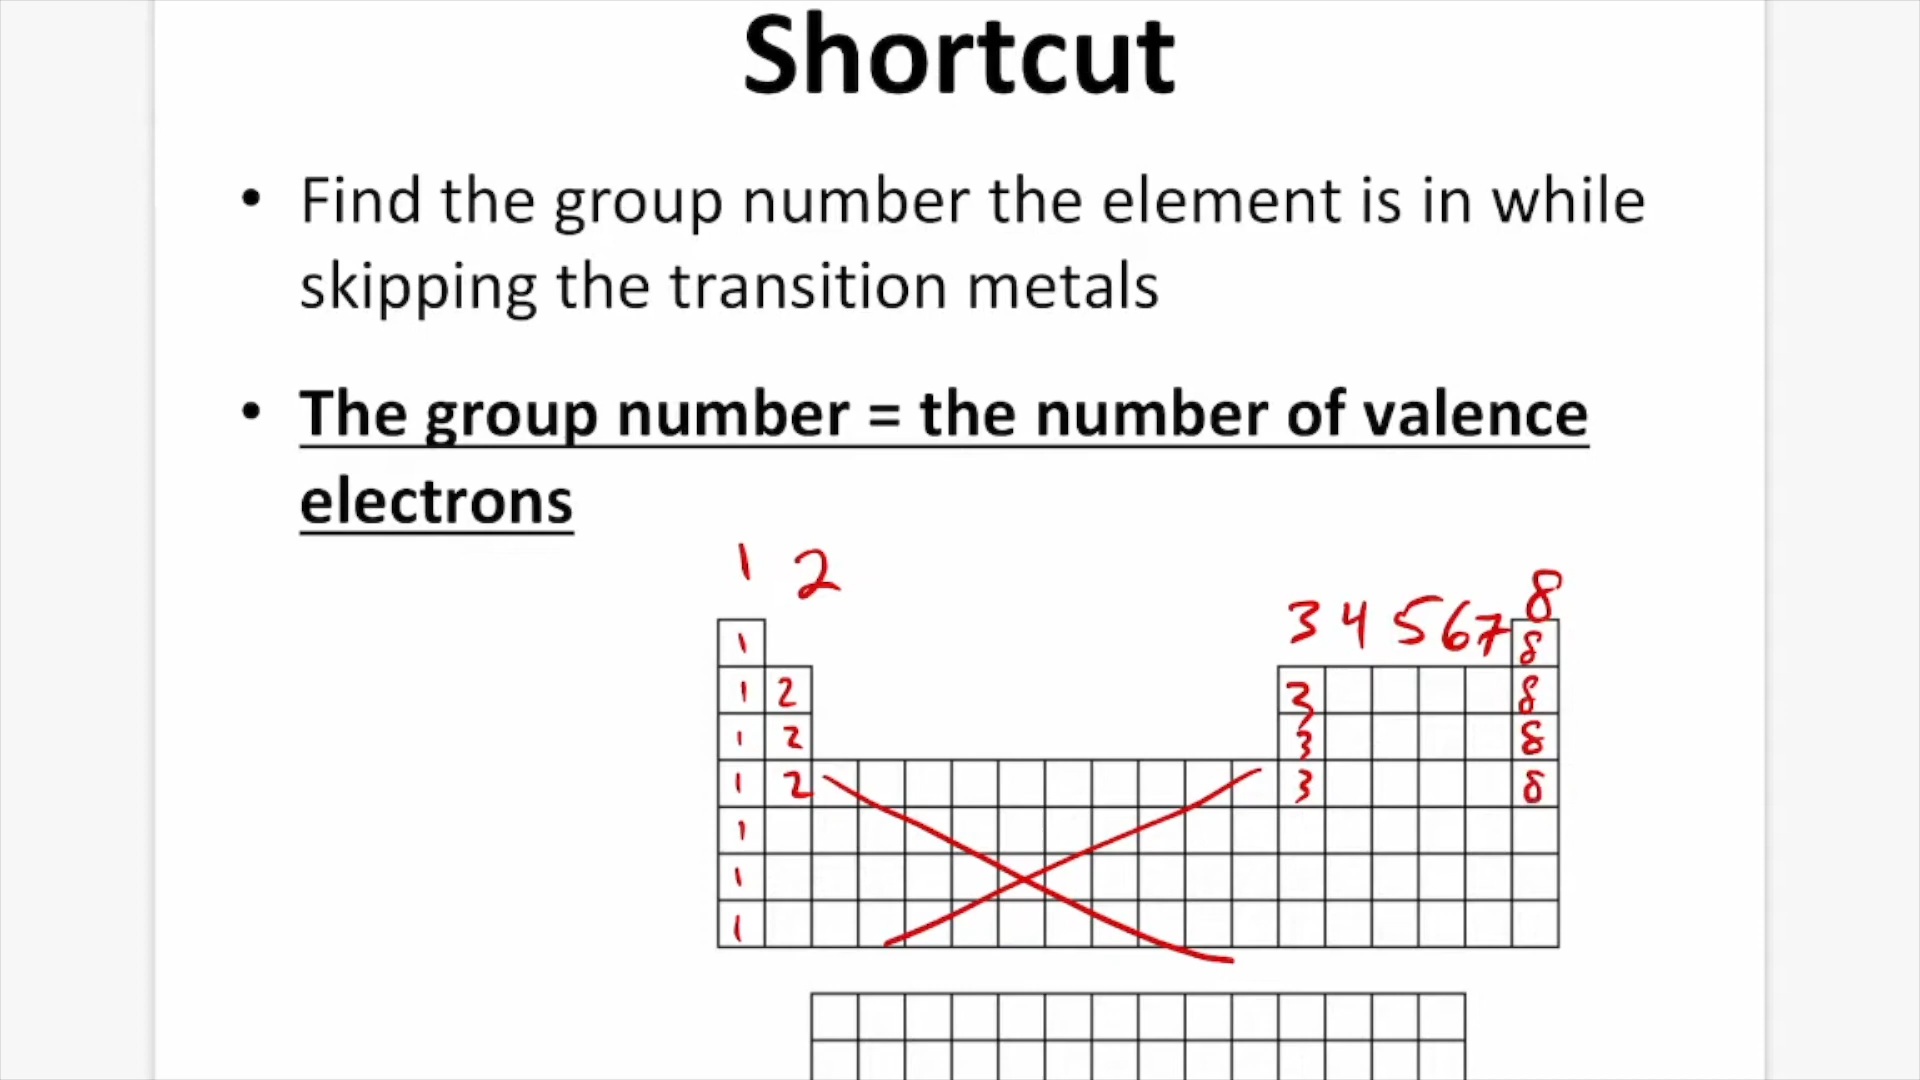 Shortcut
• Find the group number the element is in while
skipping the transition metals
• The group number = the number of valence
electrons
1 2
3 4 5 6 7 8
1 8
1 2 3 8
1 2 3 8
1 2 3 8
1
1
1